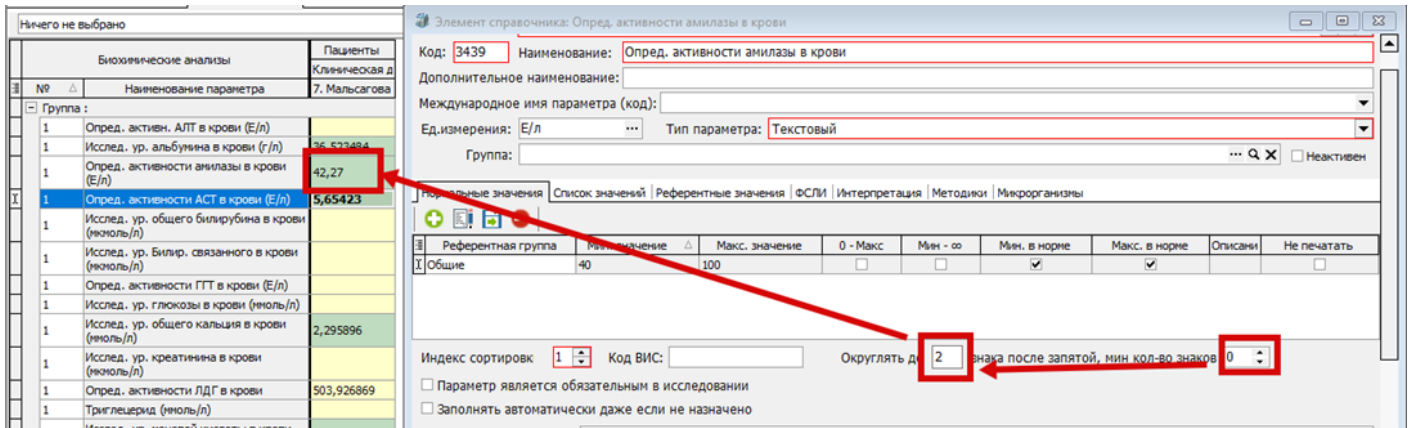 Ничего не выбрано
Биохимические анализы
Пациенты
Клиническая д
№
Наименование параметра
7. Мальсагова
Группа :
1 Опред. активн. АЛТ в крови (Е/л)
1 Исслед. ур. альбумина в крови (г/л) 36,523484
1 Опред. активности амилазы в крови (Е/л) 42,27
1 Опред. активности АСТ в крови (Е/л) 5,65423
1 Исслед. ур. общего билирубина в крови (мкмоль/л)
1 Исслед. ур. Билир. связанного в крови (мкмоль/л)
1 Опред. активности ГГТ в крови (Е/л)
1 Исслед. ур. глюкозы в крови (ммоль/л)
1 Исслед. ур. общего кальция в крови (ммоль/л) 2,295896
1 Исслед. ур. креатинина в крови (мкмоль/л)
1 Опред. активности ЛДГ в крови 503,926869
1 Триглецерид (ммоль/л)
Элемент справочника: Опред. активности амилазы в крови
Код: 3439 Наименование: Опред. активности амилазы в крови
Дополнительное наименование:
Международное имя параметра (код):
Ед.измерения: Е/л ... Тип параметра: Текстовый
Группа: ... Неактивен
Нормальные значения Список значений Референтные значения ФСЛИ Интерпретация Методики Микроорганизмы
Референтная группа Мин. значение Макс. значение 0 - Макс Мин - ∞ Мин. в норме Макс. в норме Описани Не печатать
Общие 40 100
Индекс сортировк 1 Код ВИС: Округлять до 2 знака после запятой, мин кол-во знаков 0
Параметр является обязательным в исследовании
Заполнять автоматически даже если не назначено